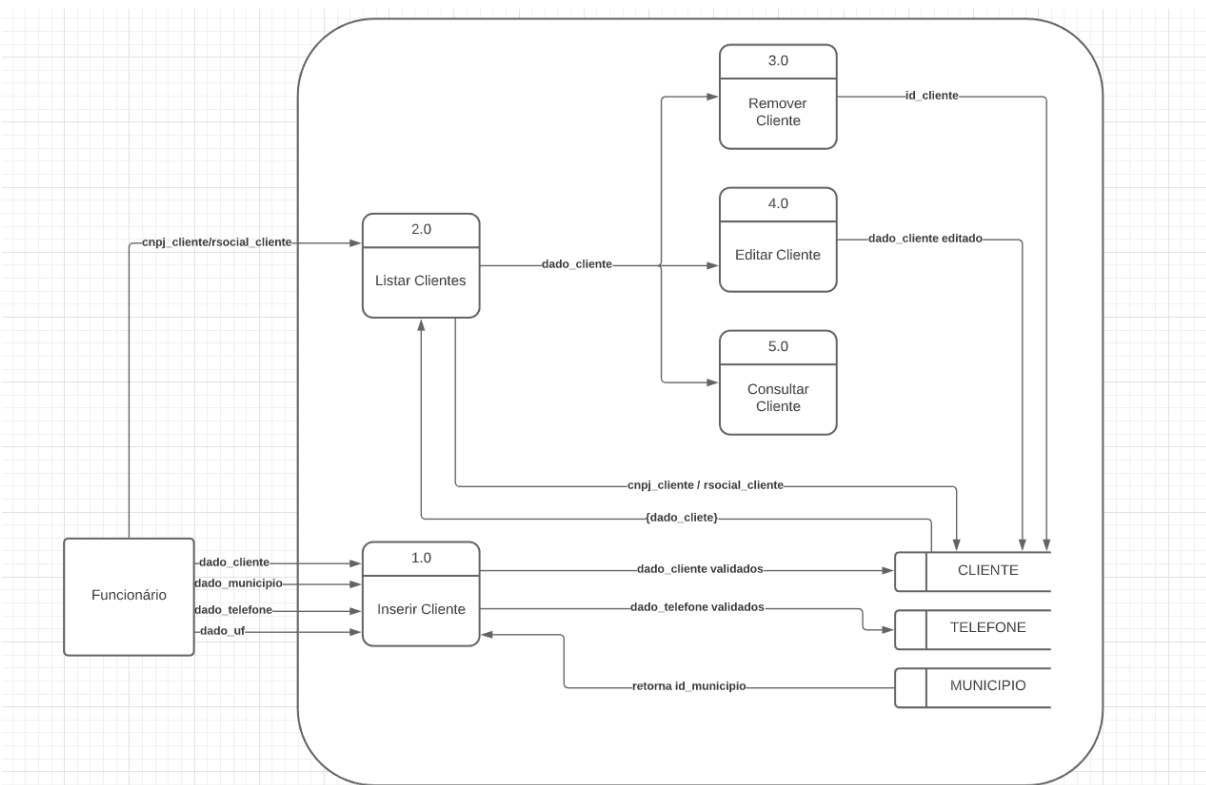 3.0
Remover
Cliente
id_cliente
4.0
Editar Cliente
dado_cliente editado
2.0
Listar Clientes
cnpj_cliente/rsocial_cliente
dado_cliente
5.0
Consultar
Cliente
cnpj_cliente / rsocial_cliente
{dado_cliete}
Funcionário
dado_cliente
dado_municipio
dado_telefone
dado_uf
1.0
Inserir Cliente
dado_cliente validados
dado_telefone validados
retorna id_municipio
CLIENTE
TELEFONE
MUNICIPIO